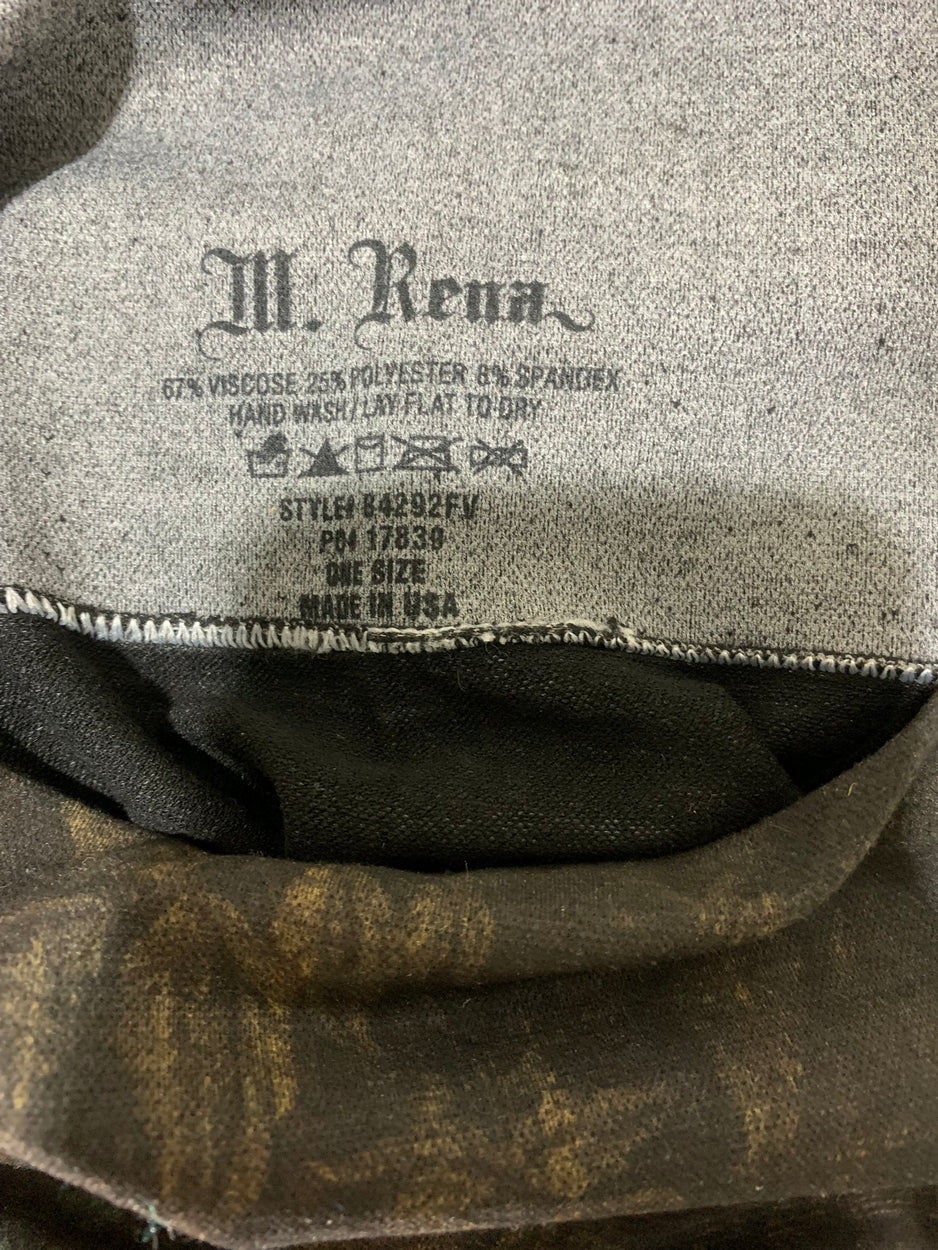 M. Rena
67% VISCOSE 25% POLYESTER 8% SPANDEX
HAND WASH/LAY FLAT TO DRY
STYLE# 84292FV
PO# 17839
ONE SIZE
MADE IN USA